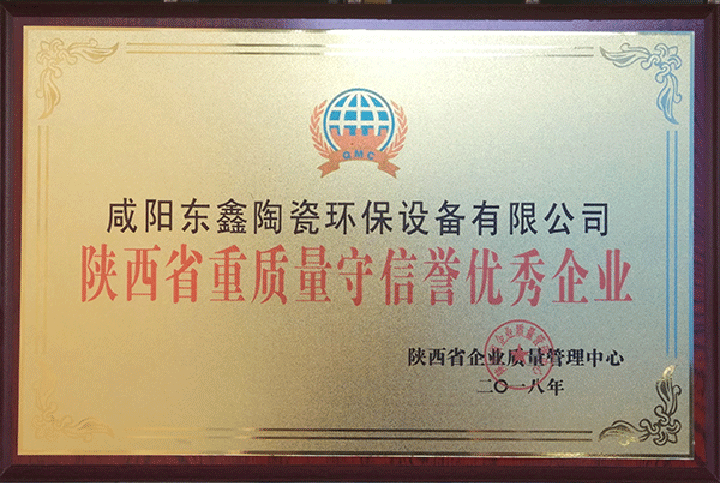 QMC
咸阳东鑫陶瓷环保设备有限公司
陕西省重质量守信誉优秀企业
陕西省企业质量管理中心
二〇一八年